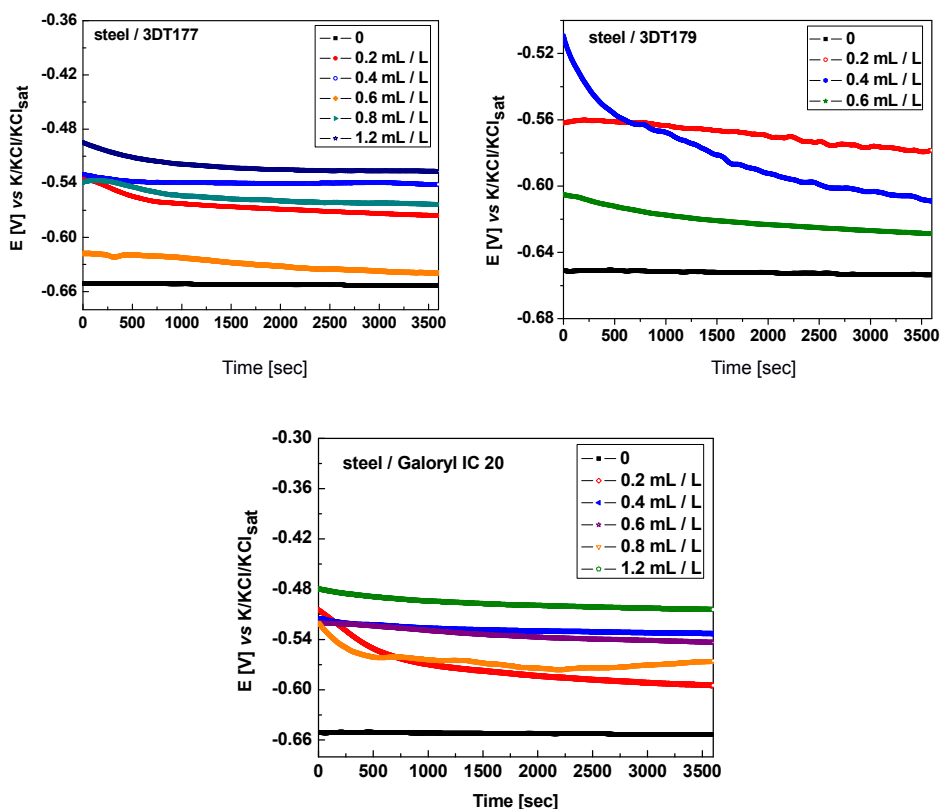 steel / 3DT177
0
0.2 mL / L
0.4 mL / L
0.6 mL / L
0.8 mL / L
1.2 mL / L
-0.36
-0.42
-0.48
-0.54
-0.60
-0.66
E [V] vs K/KCl/KClsat
0 500 1000 1500 2000 2500 3000 3500
Time [sec]
steel / 3DT179
0
0.2 mL / L
0.4 mL / L
0.6 mL / L
-0.52
-0.56
-0.60
-0.64
-0.68
E [V] vs K/KCl/KClsat
0 500 1000 1500 2000 2500 3000 3500
Time [sec]
steel / Galoryl IC 20
0
0.2 mL / L
0.4 mL / L
0.6 mL / L
0.8 mL / L
1.2 mL / L
-0.30
-0.36
-0.42
-0.48
-0.54
-0.60
-0.66
E [V] vs K/KCl/KClsat
0 500 1000 1500 2000 2500 3000 3500
Time [sec]